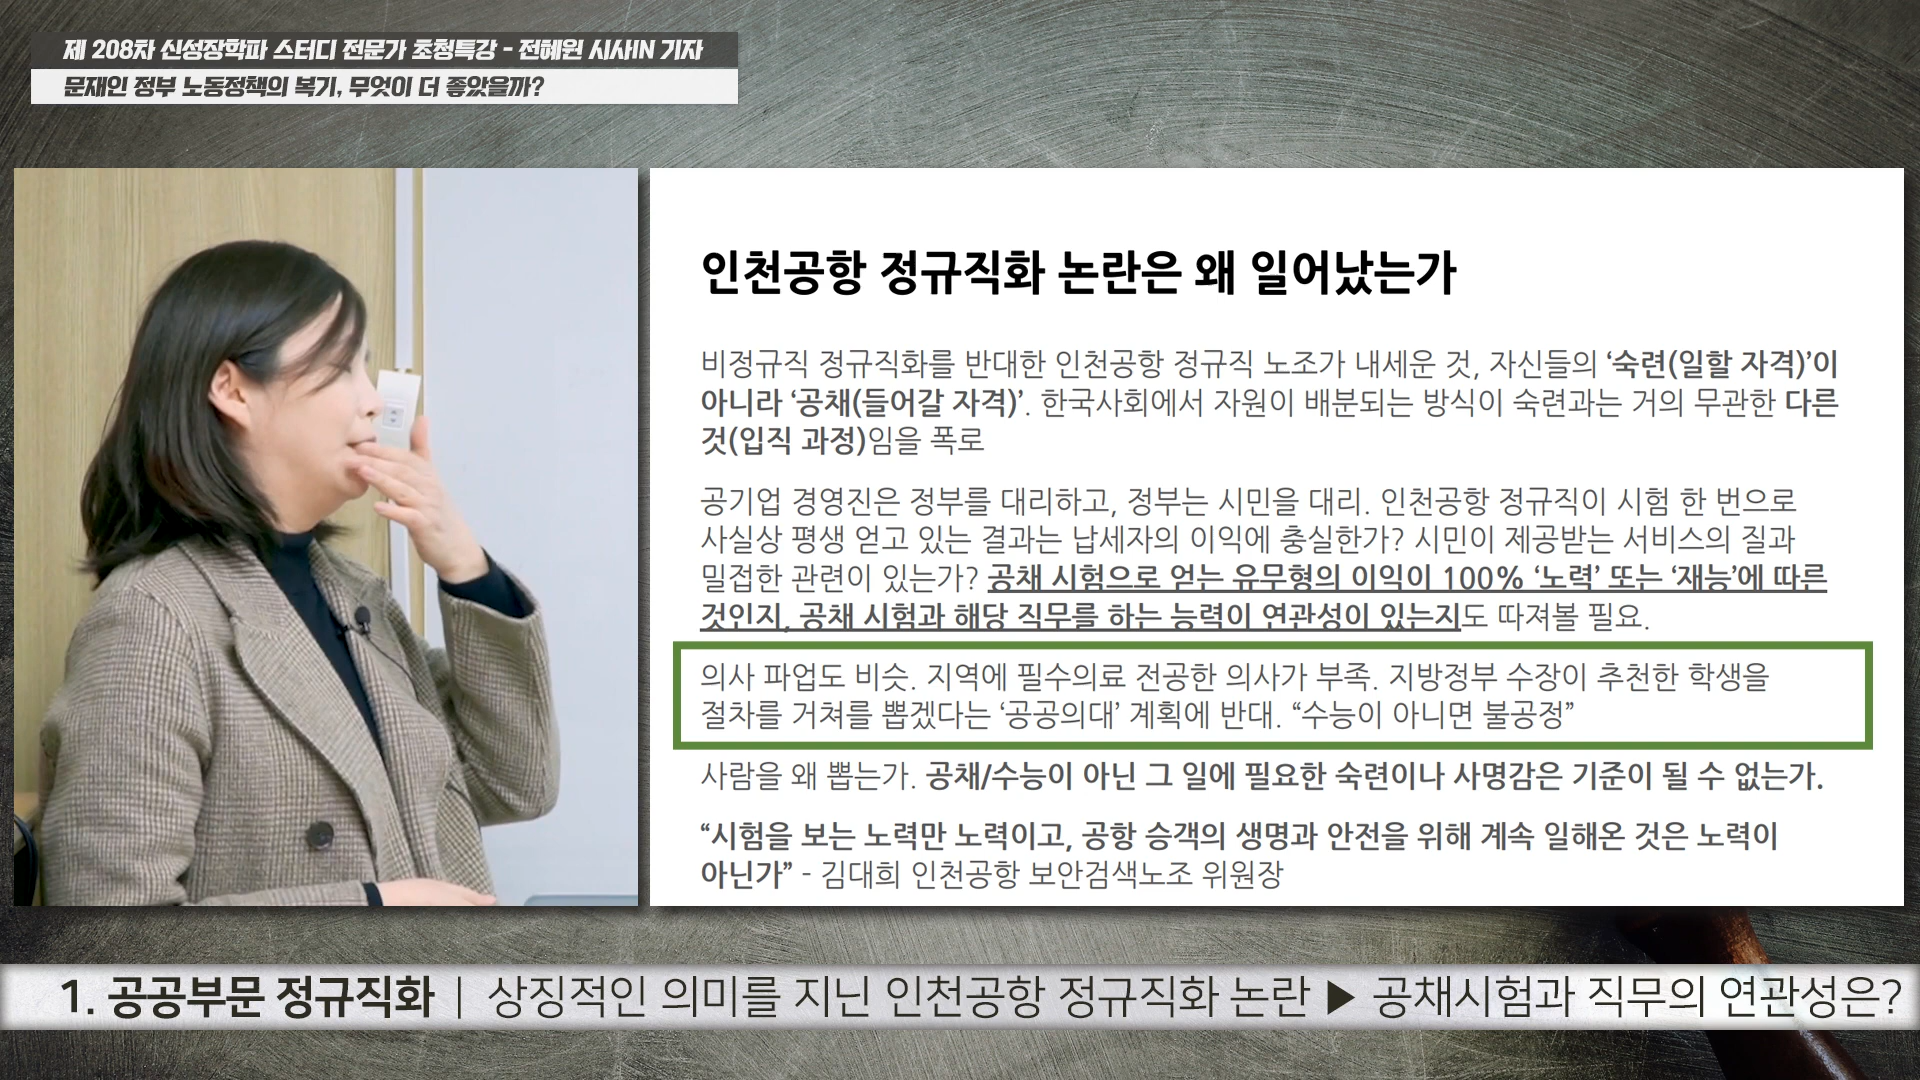 제 208차 신성장학파 스터디 전문가 초청특강 - 전혜원 시사IN 기자
문재인 정부 노동정책의 복기, 무엇이 더 좋았을까?
인천공항 정규직화 논란은 왜 일어났는가
비정규직 정규직화를 반대한 인천공항 정규직 노조가 내세운 것, 자신들의 ‘숙련(일할 자격)’이
아니라 ‘공채(들어갈 자격)’. 한국사회에서 자원이 배분되는 방식이 숙련과는 거의 무관한 다른
것(입직 과정)임을 폭로
공기업 경영진은 정부를 대리하고, 정부는 시민을 대리. 인천공항 정규직이 시험 한 번으로
사실상 평생 얻고 있는 결과는 납세자의 이익에 충실한가? 시민이 제공받는 서비스의 질과
밀접한 관련이 있는가? 공채 시험으로 얻는 유무형의 이익이 100% ‘노력’ 또는 ‘재능’에 따른
것인지, 공채 시험과 해당 직무를 하는 능력이 연관성이 있는지도 따져볼 필요.
의사 파업도 비슷. 지역에 필수의료 전공한 의사가 부족. 지방정부 수장이 추천한 학생을
절차를 거쳐를 뽑겠다는 ‘공공의대’ 계획에 반대. “수능이 아니면 불공정”
사람을 왜 뽑는가. 공채/수능이 아닌 그 일에 필요한 숙련이나 사명감은 기준이 될 수 없는가.
“시험을 보는 노력만 노력이고, 공항 승객의 생명과 안전을 위해 계속 일해온 것은 노력이
아닌가” - 김대희 인천공항 보안검색노조 위원장
1. 공공부문 정규직화 | 상징적인 의미를 지닌 인천공항 정규직화 논란 ▶ 공채시험과 직무의 연관성은?